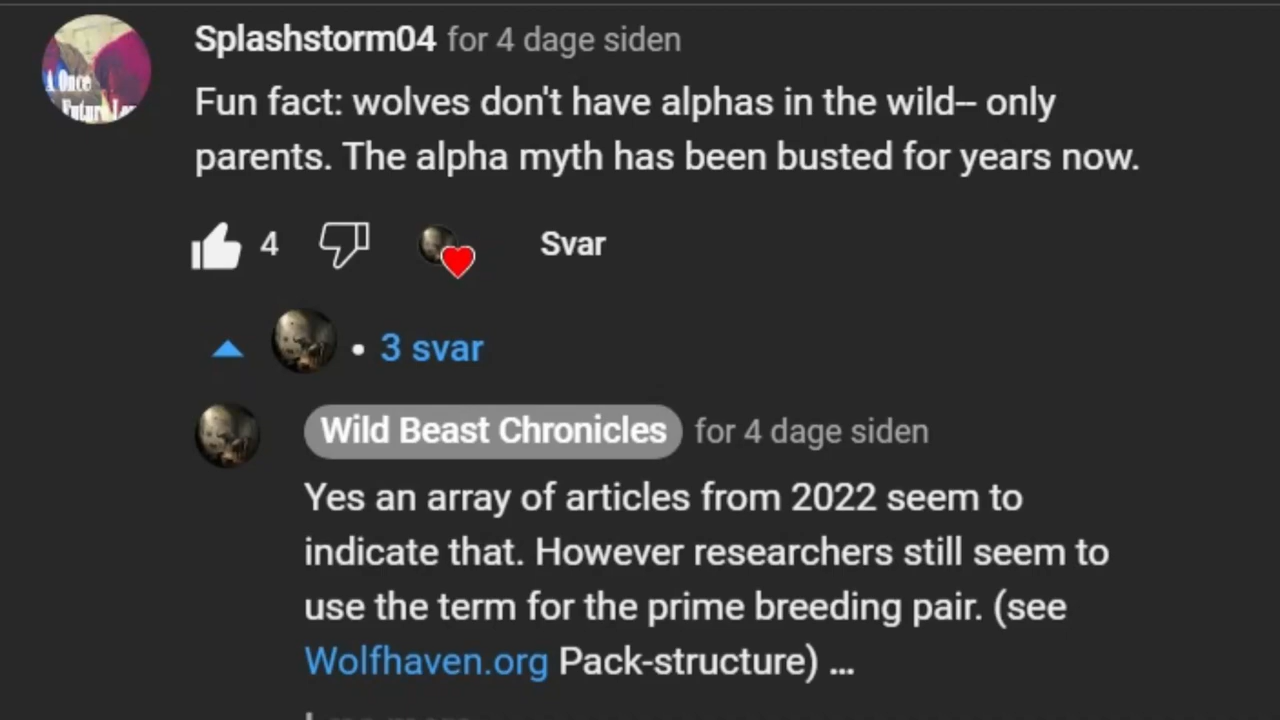 Splashstorm04 for 4 dage siden
Fun fact: wolves don't have alphas in the wild-- only
parents. The alpha myth has been busted for years now.
4 Svar
3 svar
Wild Beast Chronicles for 4 dage siden
Yes an array of articles from 2022 seem to
indicate that. However researchers still seem to
use the term for the prime breeding pair. (see
Wolfhaven.org Pack-structure) ...